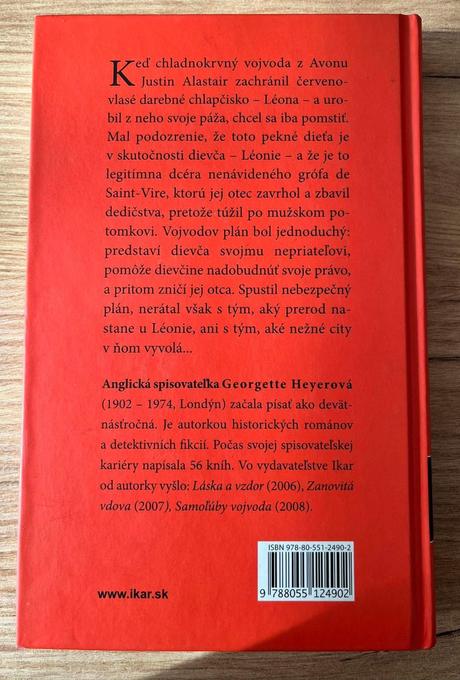 Keď chladnokrvný vojvoda z Avonu
Justin Alastair zachránil červeno-
vlasé darebné chlapčisko – Léona – a uro-
bil z neho svoje páža, chcel sa iba pomstiť.
Mal podozrenie, že toto pekné dieťa je
v skutočnosti dievča – Léonie – a že je to
legitímna dcéra nenávideného grófa de
Saint-Vire, ktorú jej otec zavrhol a zbavil
dedičstva, pretože túžil po mužskom po-
tomkovi. Vojvodov plán bol jednoduchý:
predstaví dievča svojmu nepriateľovi,
pomôže dievčine nadobudnúť svoje právo,
a pritom zničí jej otca. Spustil nebezpečný
plán, nerátal však s tým, aký prerod na-
stane u Léonie, ani s tým, aké nežné city
v ňom vyvolá...
Anglická spisovateľka Georgette Heyerová
(1902 – 1974, Londýn) začala písať ako devät-
násťročná. Je autorkou historických románov
a detektívnych fikcií. Počas svojej spisovateľskej
kariéry napísala 56 kníh. Vo vydavateľstve Ikar
od autorky vyšlo: Láska a vzdor (2006), Zanovitá
vdova (2007), Samoľúby vojvoda (2008).
ISBN 978-80-551-2490-2
9 788055 124902
www.ikar.sk